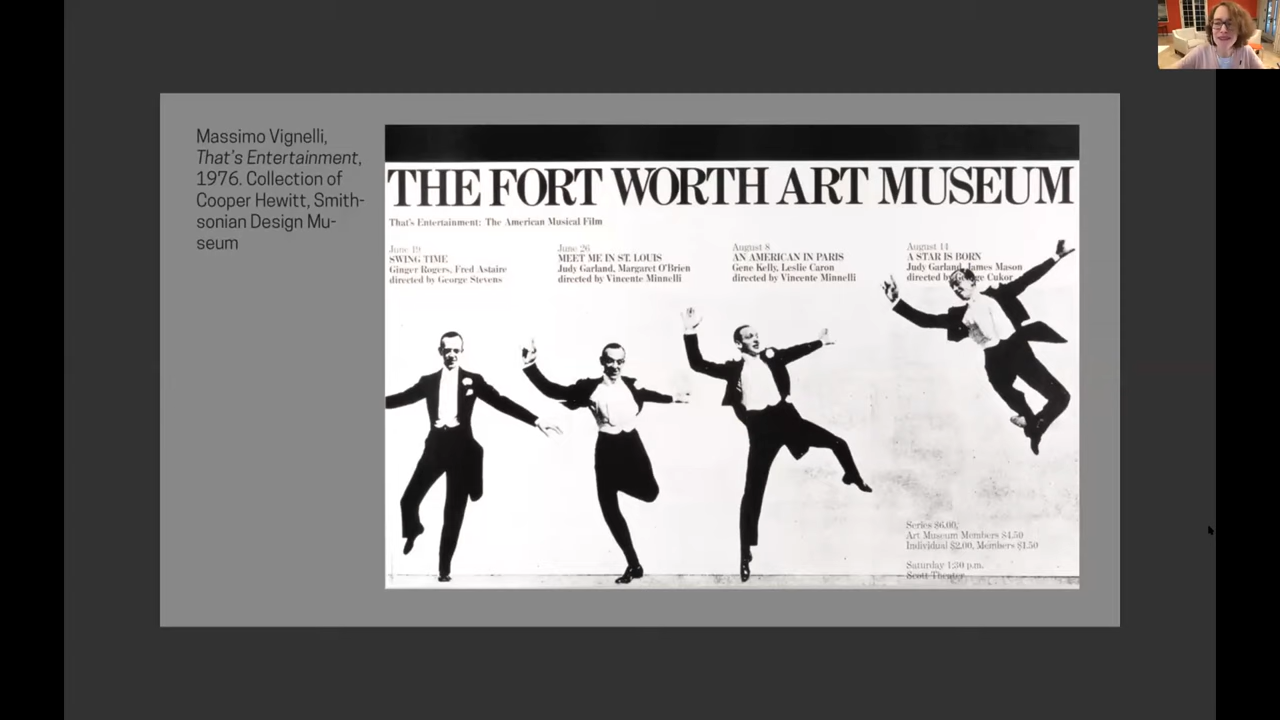 Massimo Vignelli,
That's Entertainment,
1976. Collection of
Cooper Hewitt, Smith-
sonian Design Mu-
seum
THE FORT WORTH ART MUSEUM
That's Entertainment: The American Musical Film
June 19
SWING TIME
Ginger Rogers, Fred Astaire
directed by George Stevens
June 26
MEET ME IN ST. LOUIS
Judy Garland, Margaret O'Brien
directed by Vincente Minnelli
August 8
AN AMERICAN IN PARIS
Gene Kelly, Leslie Caron
directed by Vincente Minnelli
August 14
A STAR IS BORN
Judy Garland, James Mason
directed by George Cukor
Series $6.00,
Art Museum Members $4.50
Individual $2.00, Members $1.50
Saturday 1:30 p.m.
Scott Theater